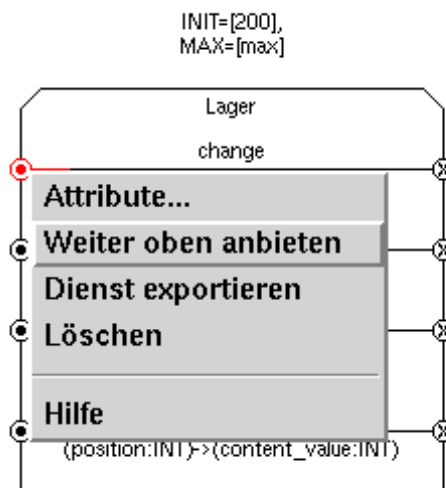 INIT=[200],
MAX=[max]
Lager
change
Attribute...
Weiter oben anbieten
Dienst exportieren
Löschen
Hilfe
(position:INT)->(content_value:INT)